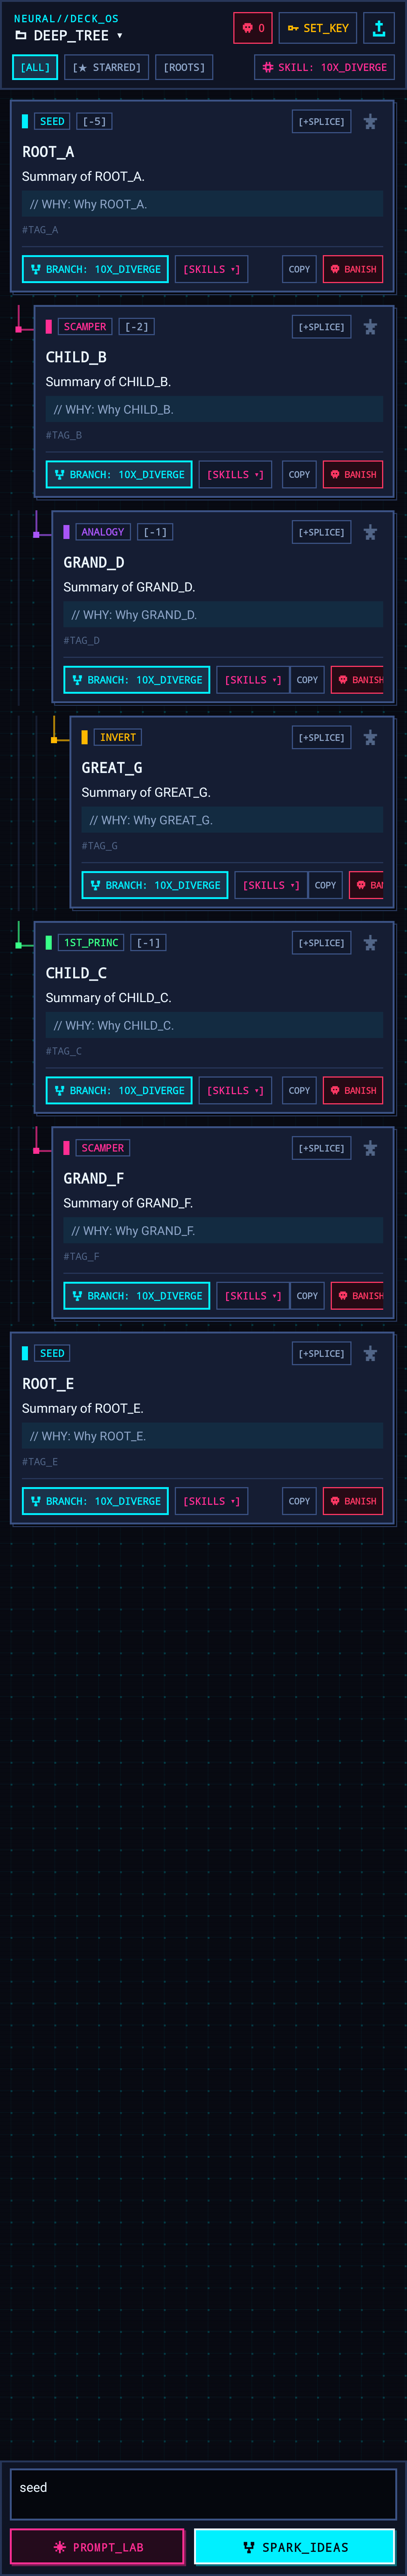 NEURAL//DECK_OS
DEEP_TREE ▾
0
SET_KEY
[ALL] [★ STARRED] [ROOTS] SKILL: 10X_DIVERGE
SEED [-5] [+SPLICE]
ROOT_A
Summary of ROOT_A.
// WHY: Why ROOT_A.
#TAG_A
BRANCH: 10X_DIVERGE [SKILLS ▾] COPY BANISH
SCAMPER [-2] [+SPLICE]
CHILD_B
Summary of CHILD_B.
// WHY: Why CHILD_B.
#TAG_B
BRANCH: 10X_DIVERGE [SKILLS ▾] COPY BANISH
ANALOGY [-1] [+SPLICE]
GRAND_D
Summary of GRAND_D.
// WHY: Why GRAND_D.
#TAG_D
BRANCH: 10X_DIVERGE [SKILLS ▾] COPY BANISH
INVERT [+SPLICE]
GREAT_G
Summary of GREAT_G.
// WHY: Why GREAT_G.
#TAG_G
BRANCH: 10X_DIVERGE [SKILLS ▾] COPY BAN
1ST_PRINC [-1] [+SPLICE]
CHILD_C
Summary of CHILD_C.
// WHY: Why CHILD_C.
#TAG_C
BRANCH: 10X_DIVERGE [SKILLS ▾] COPY BANISH
SCAMPER [+SPLICE]
GRAND_F
Summary of GRAND_F.
// WHY: Why GRAND_F.
#TAG_F
BRANCH: 10X_DIVERGE [SKILLS ▾] COPY BANISH
SEED [+SPLICE]
ROOT_E
Summary of ROOT_E.
// WHY: Why ROOT_E.
#TAG_E
BRANCH: 10X_DIVERGE [SKILLS ▾] COPY BANISH
seed
PROMPT_LAB SPARK_IDEAS